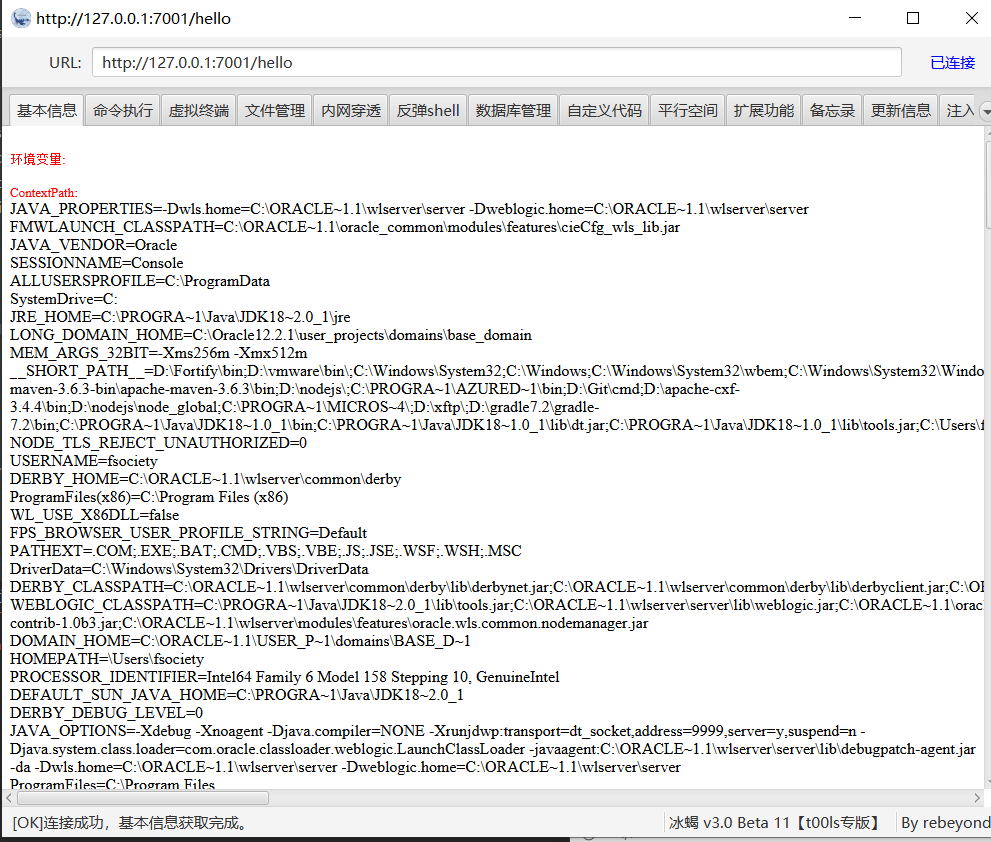 http://127.0.0.1:7001/hello
URL: http://127.0.0.1:7001/hello 已连接
基本信息 命令执行 虚拟终端 文件管理 内网穿透 反弹shell 数据库管理 自定义代码 平行空间 扩展功能 备忘录 更新信息 注入
环境变量:
ContextPath:
JAVA_PROPERTIES=-Dwls.home=C:\ORACLE~1.1\wlserver\server -Dweblogic.home=C:\ORACLE~1.1\wlserver\server
FMWLAUNCH_CLASSPATH=C:\ORACLE~1.1\oracle_common\modules\features\cieCfg_wls_lib.jar
JAVA_VENDOR=Oracle
SESSIONNAME=Console
ALLUSERSPROFILE=C:\ProgramData
SystemDrive=C:
JRE_HOME=C:\PROGRA~1\Java\JDK18~2.0_1\jre
LONG_DOMAIN_HOME=C:\Oracle12.2.1\user_projects\domains\base_domain
MEM_ARGS_32BIT=-Xms256m -Xmx512m
__SHORT_PATH__=D:\Fortify\bin;D:\vmware\bin\;C:\Windows\System32;C:\Windows;C:\Windows\System32\wbem;C:\Windows\System32\Windo
maven-3.6.3-bin\apache-maven-3.6.3\bin;D:\nodejs\;C:\PROGRA~1\AZURED~1\bin;D:\Git\cmd;D:\apache-cxf-
3.4.4\bin;D:\nodejs\node_global;C:\PROGRA~1\MICROS~4\;D:\xftp\;D:\gradle7.2\gradle-
7.2\bin;C:\PROGRA~1\Java\JDK18~1.0_1\bin;C:\PROGRA~1\Java\JDK18~1.0_1\lib\dt.jar;C:\PROGRA~1\Java\JDK18~1.0_1\lib\tools.jar;C:\Users\f
NODE_TLS_REJECT_UNAUTHORIZED=0
USERNAME=fsociety
DERBY_HOME=C:\ORACLE~1.1\wlserver\common\derby
ProgramFiles(x86)=C:\Program Files (x86)
WL_USE_X86DLL=false
FPS_BROWSER_USER_PROFILE_STRING=Default
PATHEXT=.COM;.EXE;.BAT;.CMD;.VBS;.VBE;.JS;.JSE;.WSF;.WSH;.MSC
DriverData=C:\Windows\System32\Drivers\DriverData
DERBY_CLASSPATH=C:\ORACLE~1.1\wlserver\common\derby\lib\derbynet.jar;C:\ORACLE~1.1\wlserver\common\derby\lib\derbyclient.jar;C:\OR
WEBLOGIC_CLASSPATH=C:\PROGRA~1\Java\JDK18~2.0_1\lib\tools.jar;C:\ORACLE~1.1\wlserver\server\lib\weblogic.jar;C:\ORACLE~1.1\orac
contrib-1.0b3.jar;C:\ORACLE~1.1\wlserver\modules\features\oracle.wls.common.nodemanager.jar
DOMAIN_HOME=C:\ORACLE~1.1\USER_P~1\domains\BASE_D~1
HOMEPATH=\Users\fsociety
PROCESSOR_IDENTIFIER=Intel64 Family 6 Model 158 Stepping 10, GenuineIntel
DEFAULT_SUN_JAVA_HOME=C:\PROGRA~1\Java\JDK18~2.0_1
DERBY_DEBUG_LEVEL=0
JAVA_OPTIONS=-Xdebug -Xnoagent -Djava.compiler=NONE -Xrunjdwp:transport=dt_socket,address=9999,server=y,suspend=n -
Djava.system.class.loader=com.oracle.classloader.weblogic.LaunchClassLoader -javaagent:C:\ORACLE~1.1\wlserver\server\lib\debugpatch-agent.jar
-da -Dwls.home=C:\ORACLE~1.1\wlserver\server -Dweblogic.home=C:\ORACLE~1.1\wlserver\server
ProgramFiles=C:\Program Files
[OK]连接成功，基本信息获取完成。 冰蝎 v3.0 Beta 11【t00ls专版】 By rebeyond